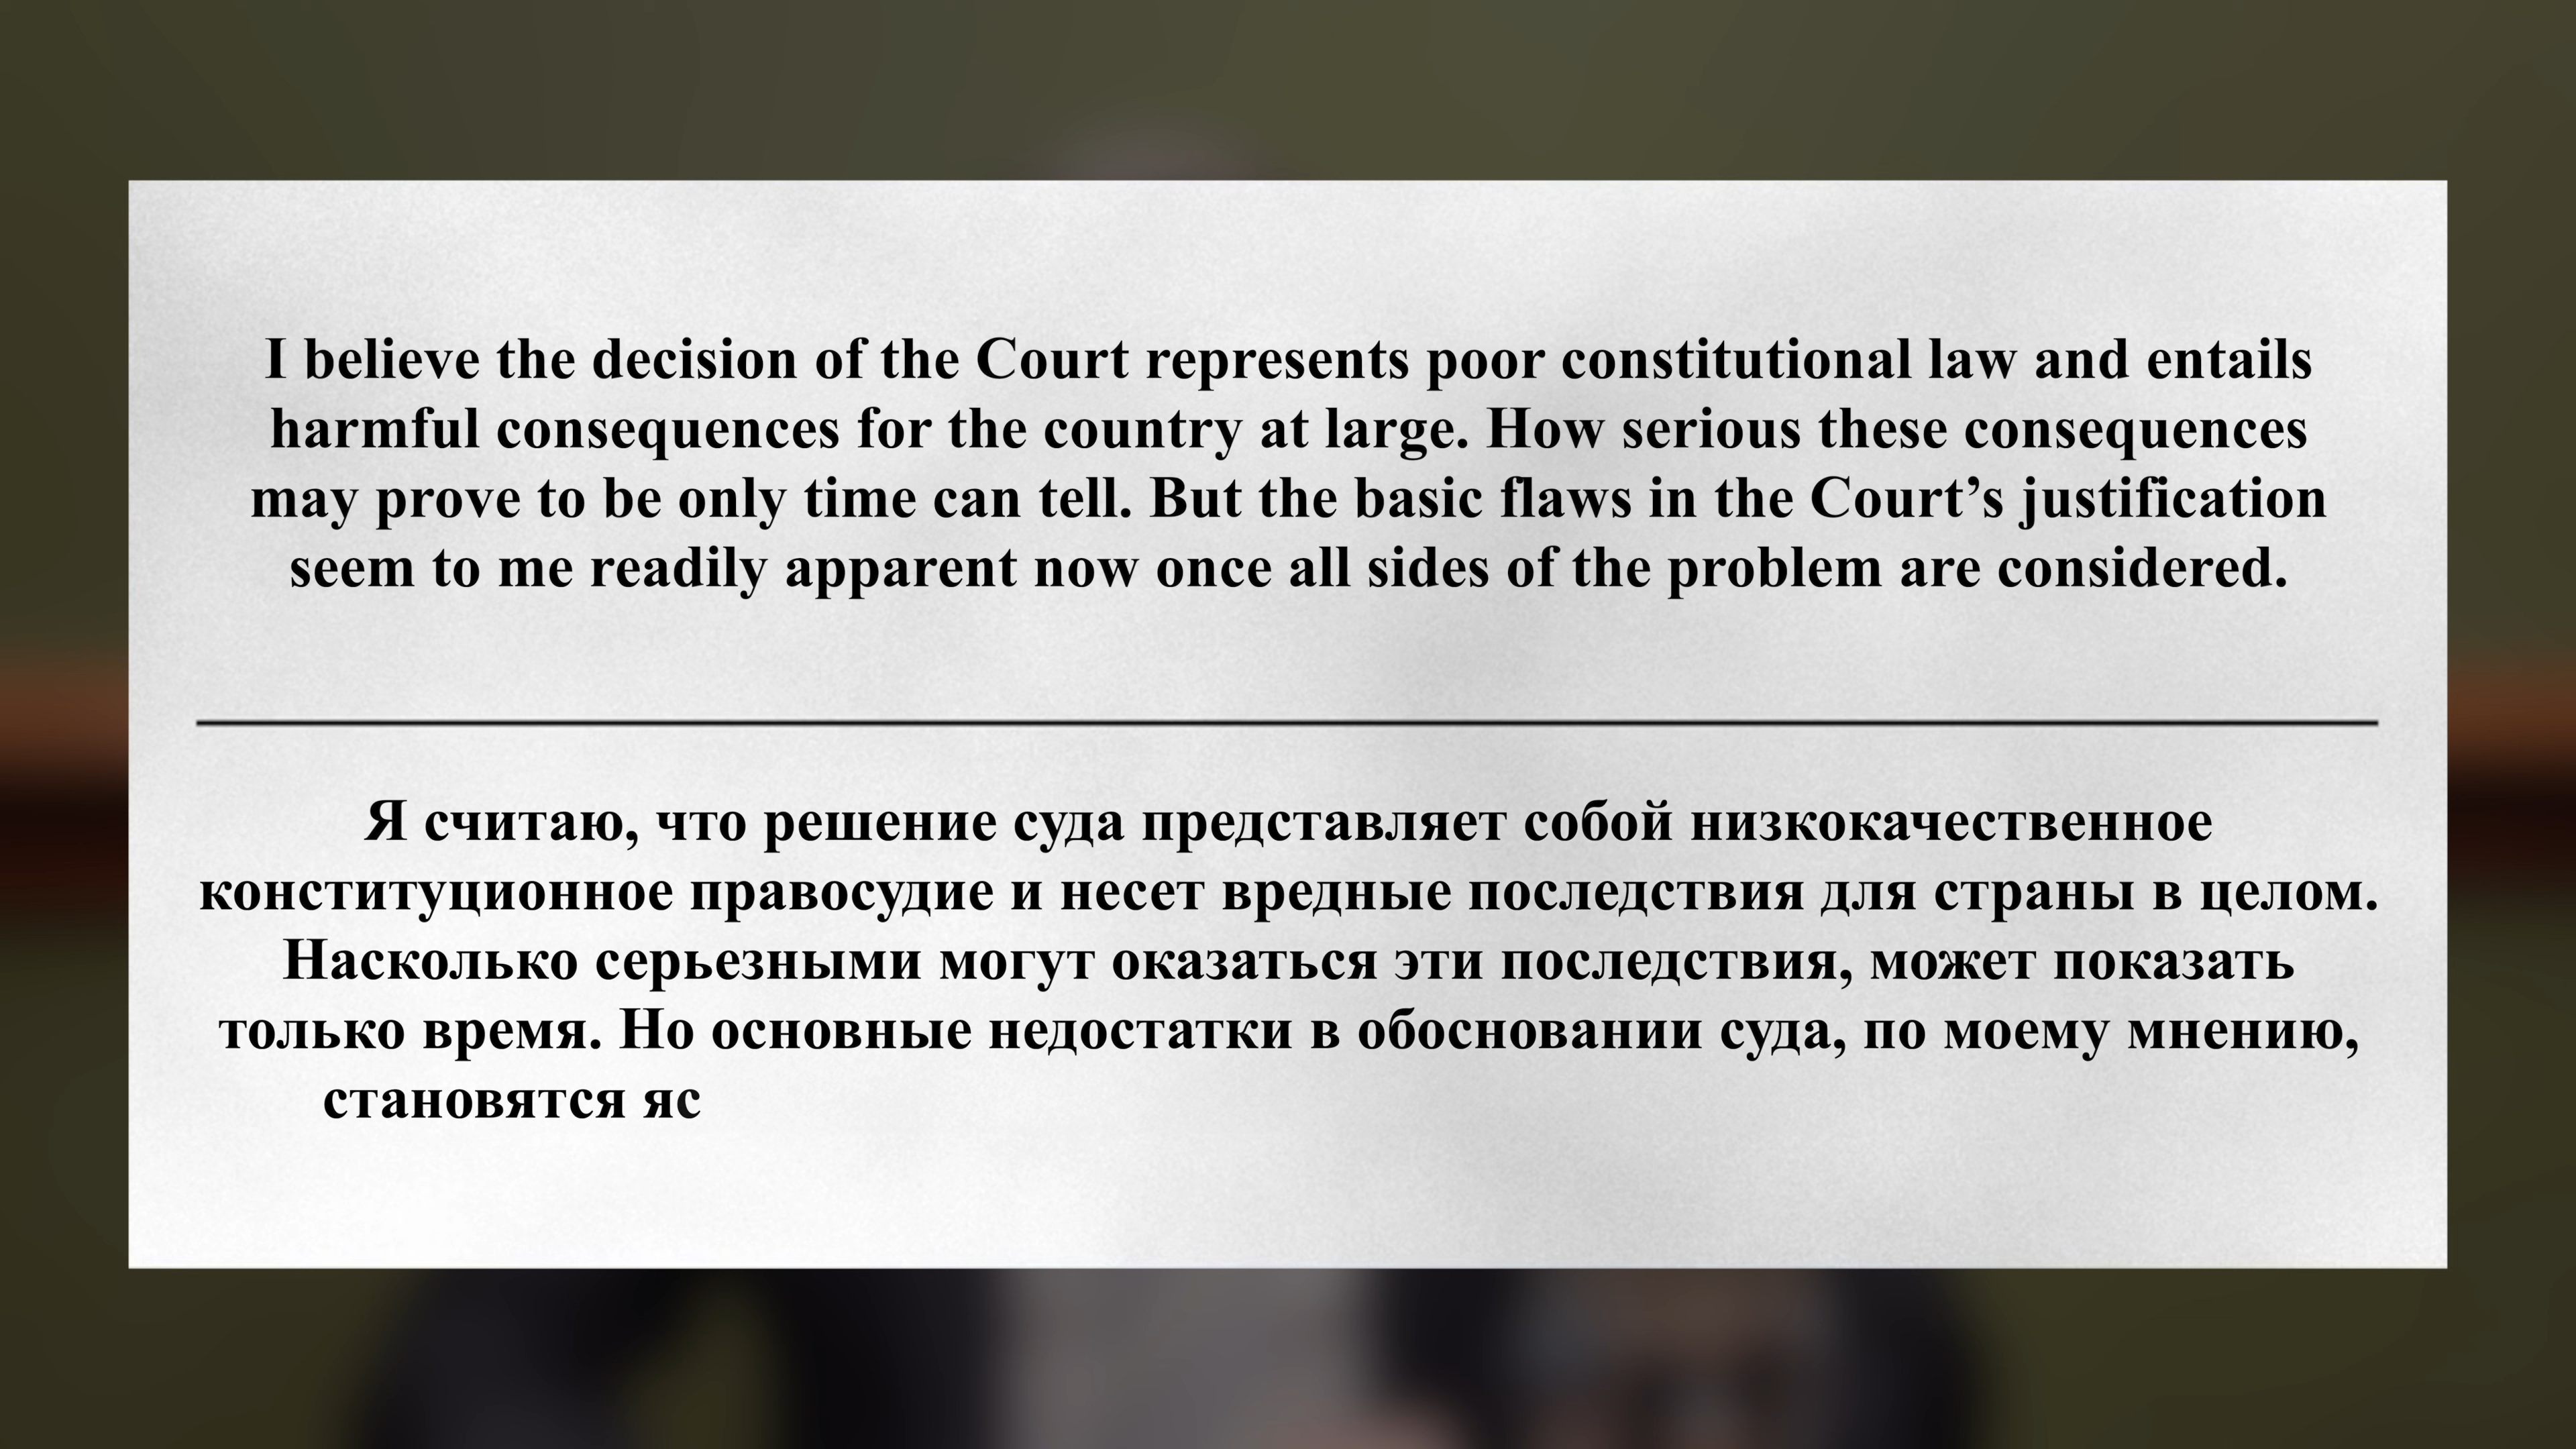 I believe the decision of the Court represents poor constitutional law and entails
harmful consequences for the country at large. How serious these consequences
may prove to be only time can tell. But the basic flaws in the Court’s justification
seem to me readily apparent now once all sides of the problem are considered.
Я считаю, что решение суда представляет собой низкокачественное
конституционное правосудие и несет вредные последствия для страны в целом.
Насколько серьезными могут оказаться эти последствия, может показать
только время. Но основные недостатки в обосновании суда, по моему мнению,
становятся яс